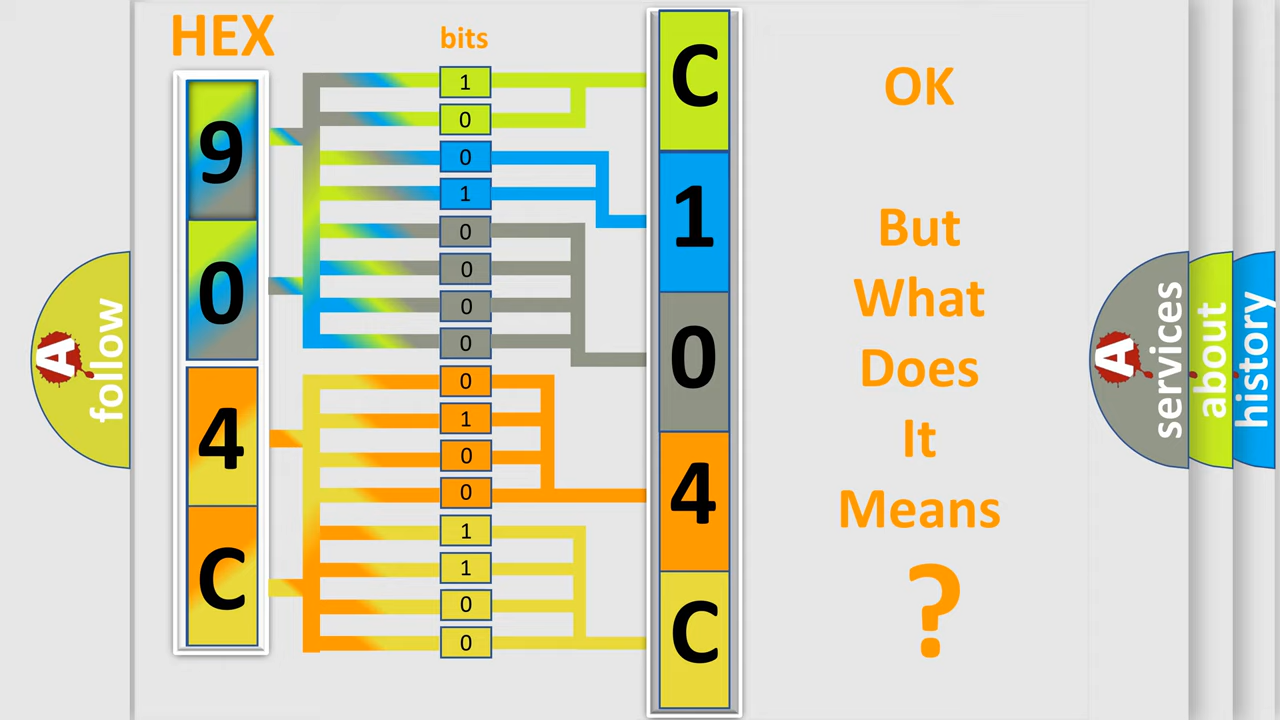 HEX
bits
9
0
4
C
1
0
0
1
0
0
0
0
0
1
0
0
1
1
0
0
C
1
0
4
C
OK
But
What
Does
It
Means
?
A
follow
A
services
about
history